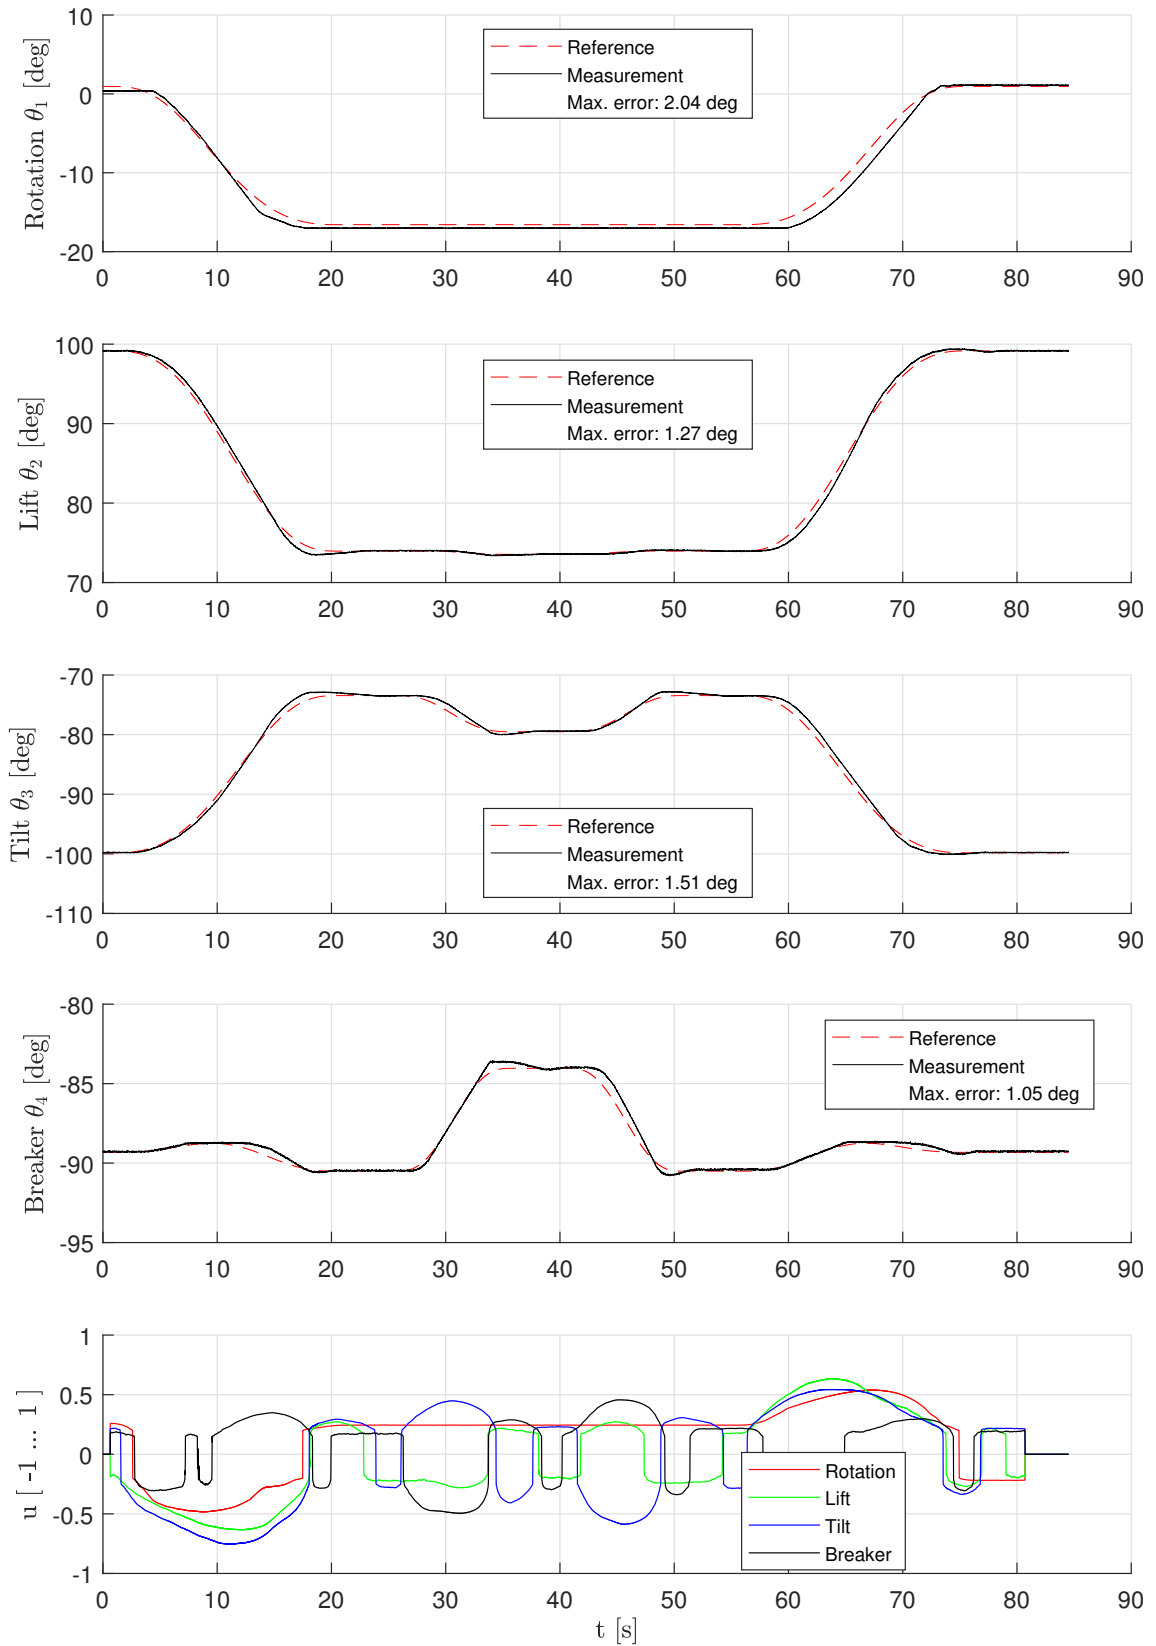 10
0
-10
-20
Rotation θ1 [deg]
Reference
Measurement
Max. error: 2.04 deg
0 10 20 30 40 50 60 70 80 90
100
90
80
70
Lift θ2 [deg]
Reference
Measurement
Max. error: 1.27 deg
0 10 20 30 40 50 60 70 80 90
-70
-80
-90
-100
-110
Tilt θ3 [deg]
Reference
Measurement
Max. error: 1.51 deg
0 10 20 30 40 50 60 70 80 90
-80
-85
-90
-95
Breaker θ4 [deg]
Reference
Measurement
Max. error: 1.05 deg
0 10 20 30 40 50 60 70 80 90
1
0.5
0
-0.5
-1
u [ -1 ... 1 ]
Rotation
Lift
Tilt
Breaker
0 10 20 30 40 50 60 70 80 90
t [s]